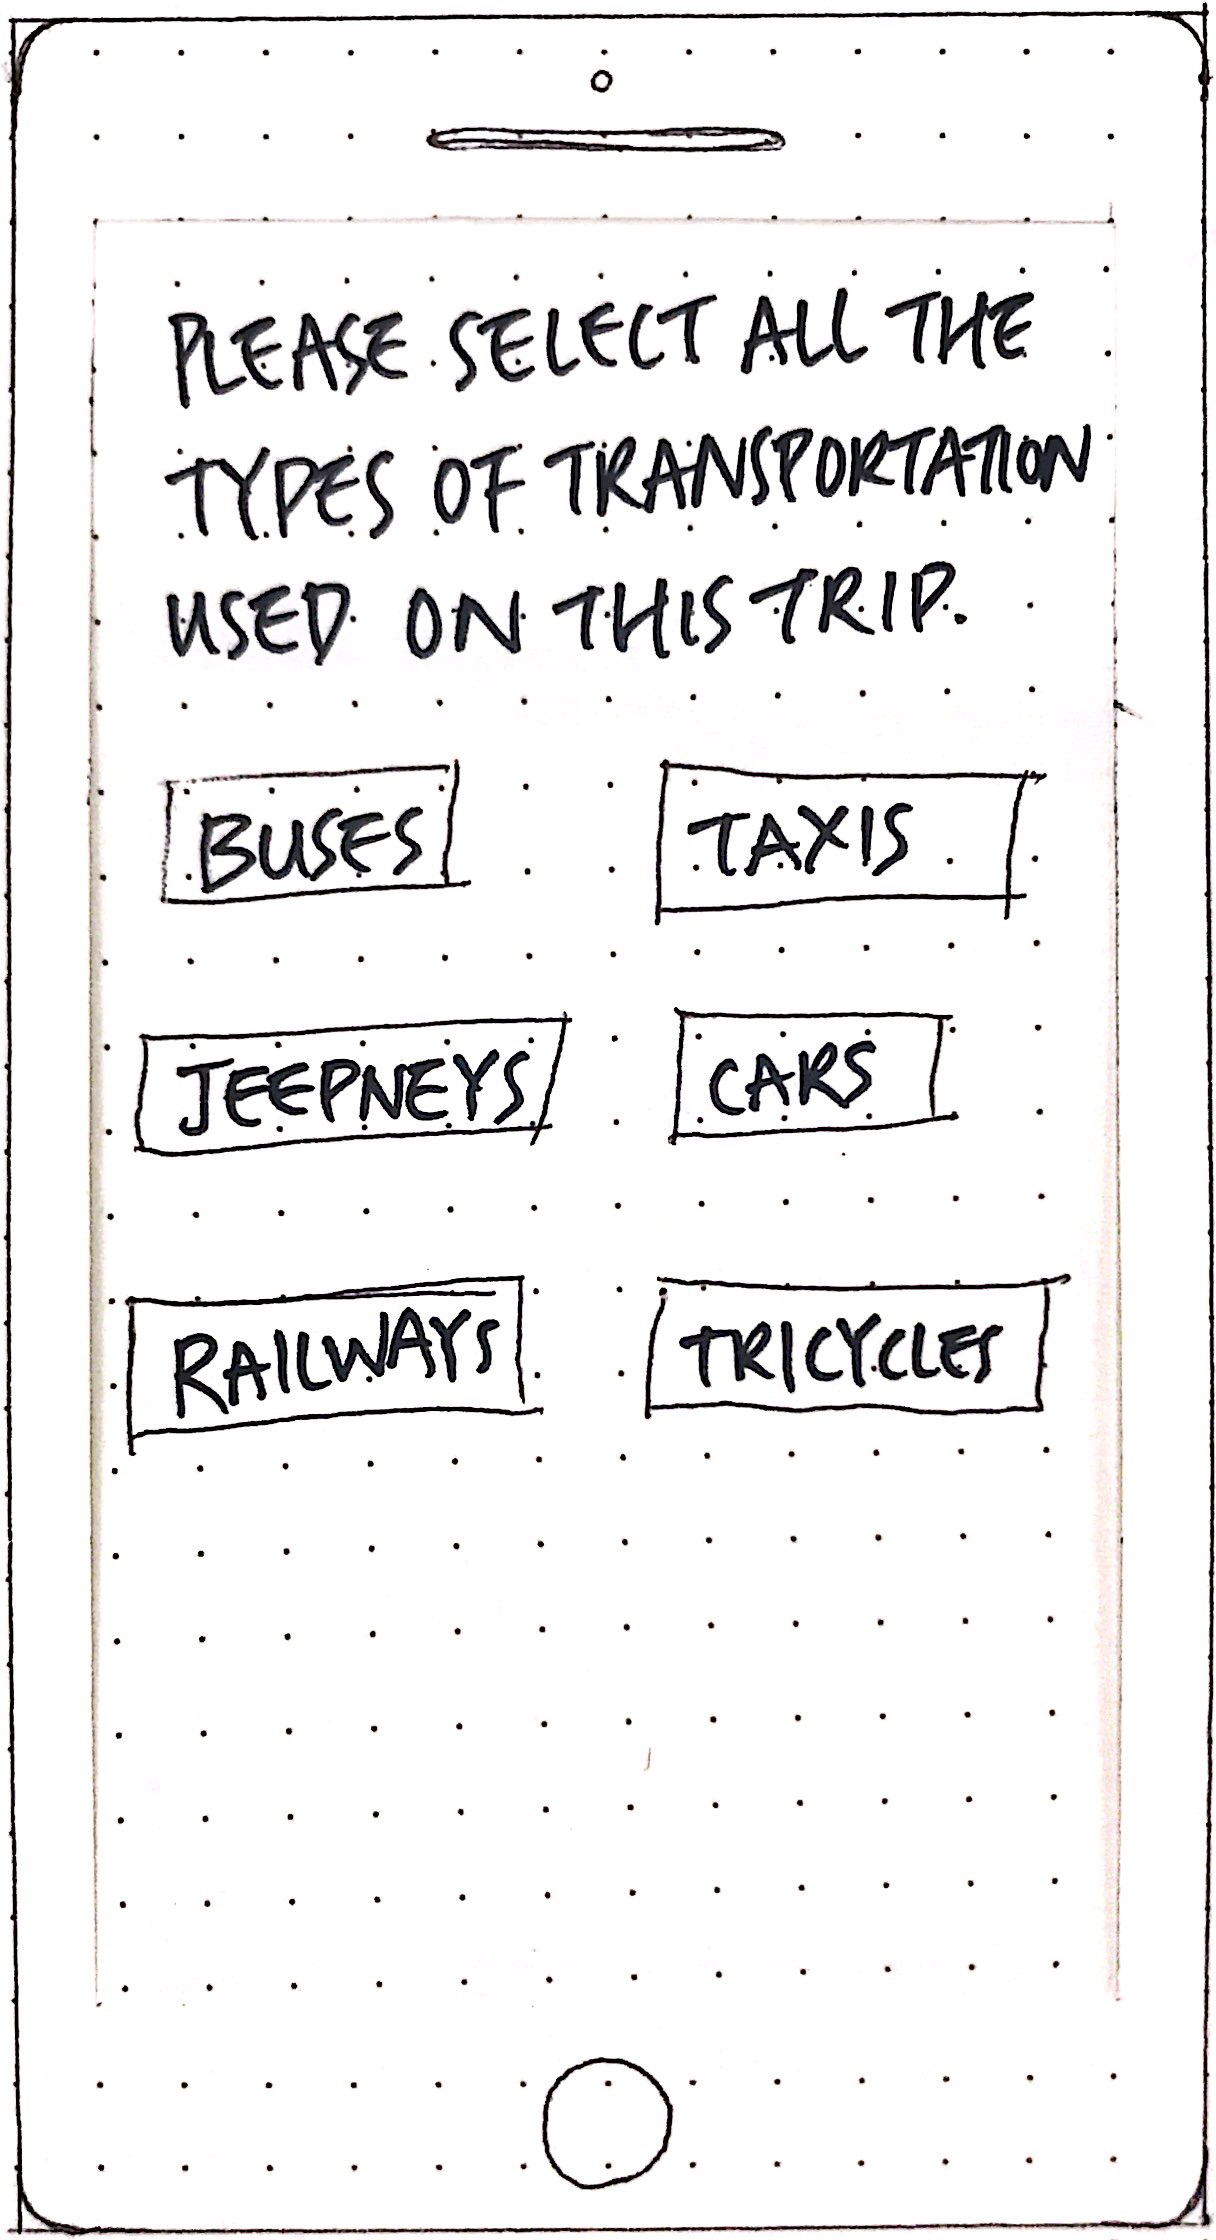 PLEASE SELECT ALL THE
TYPES OF TRANSPORTATION
USED ON THIS TRIP.
BUSES
TAXIS
JEEPNEYS
CARS
RAILWAYS
TRICYCLES